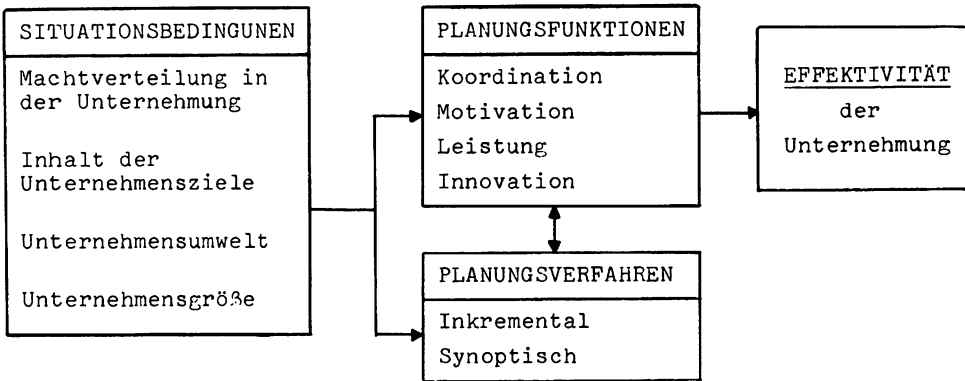 SITUATIONSBEDINGUNEN
Machtverteilung in
der Unternehmung
Inhalt der
Unternehmensziele
Unternehmensumwelt
Unternehmensgröße
PLANUNGSFUNKTIONEN
Koordination
Motivation
Leistung
Innovation
PLANUNGSVERFAHREN
Inkremental
Synoptisch
EFFEKTIVITÄT
der
Unternehmung